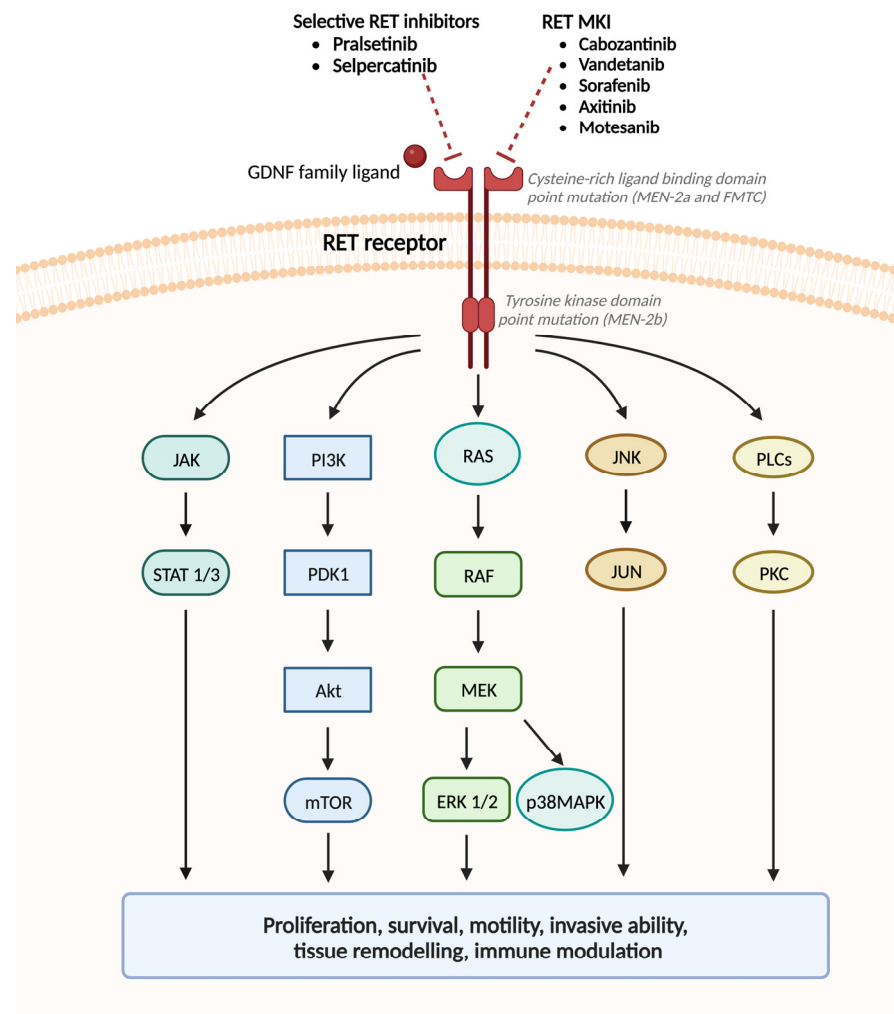 Selective RET inhibitors
• Pralsetinib
• Selpercatinib
RET MKI
• Cabozantinib
• Vandetanib
• Sorafenib
• Axitinib
• Motesanib
GDNF family ligand
Cysteine-rich ligand binding domain
point mutation (MEN-2a and FMTC)
RET receptor
Tyrosine kinase domain
point mutation (MEN-2b)
JAK
PI3K
RAS
JNK
PLCs
STAT 1/3
PDK1
RAF
JUN
PKC
Akt
MEK
mTOR
ERK 1/2
p38MAPK
Proliferation, survival, motility, invasive ability,
tissue remodelling, immune modulation